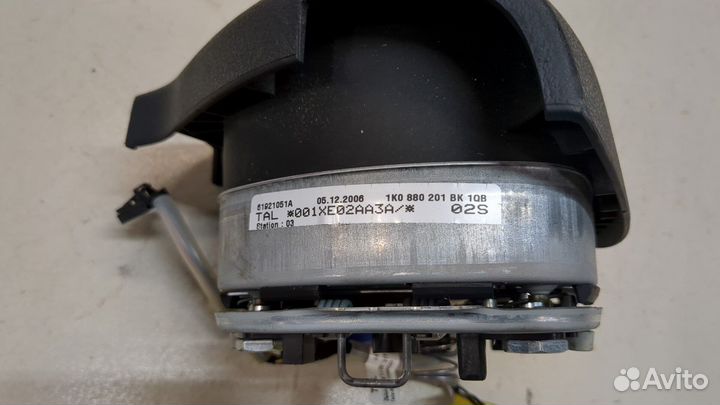 61921051A 05.12.2006 1K0 880 201 BK 1QB
TAL *001XE02AA3A/* 02S
Station : 03
Avito